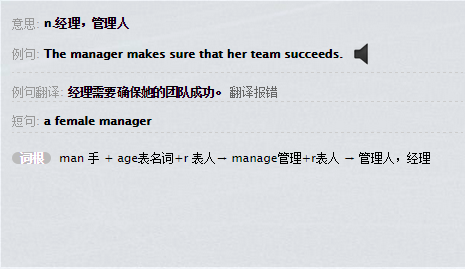 意思: n.经理，管理人
例句: The manager makes sure that her team succeeds.
例句翻译: 经理需要确保她的团队成功。 翻译报错
短句: a female manager
词根 man 手 + age表名词+r 表人→ manage管理+r表人 → 管理人，经理